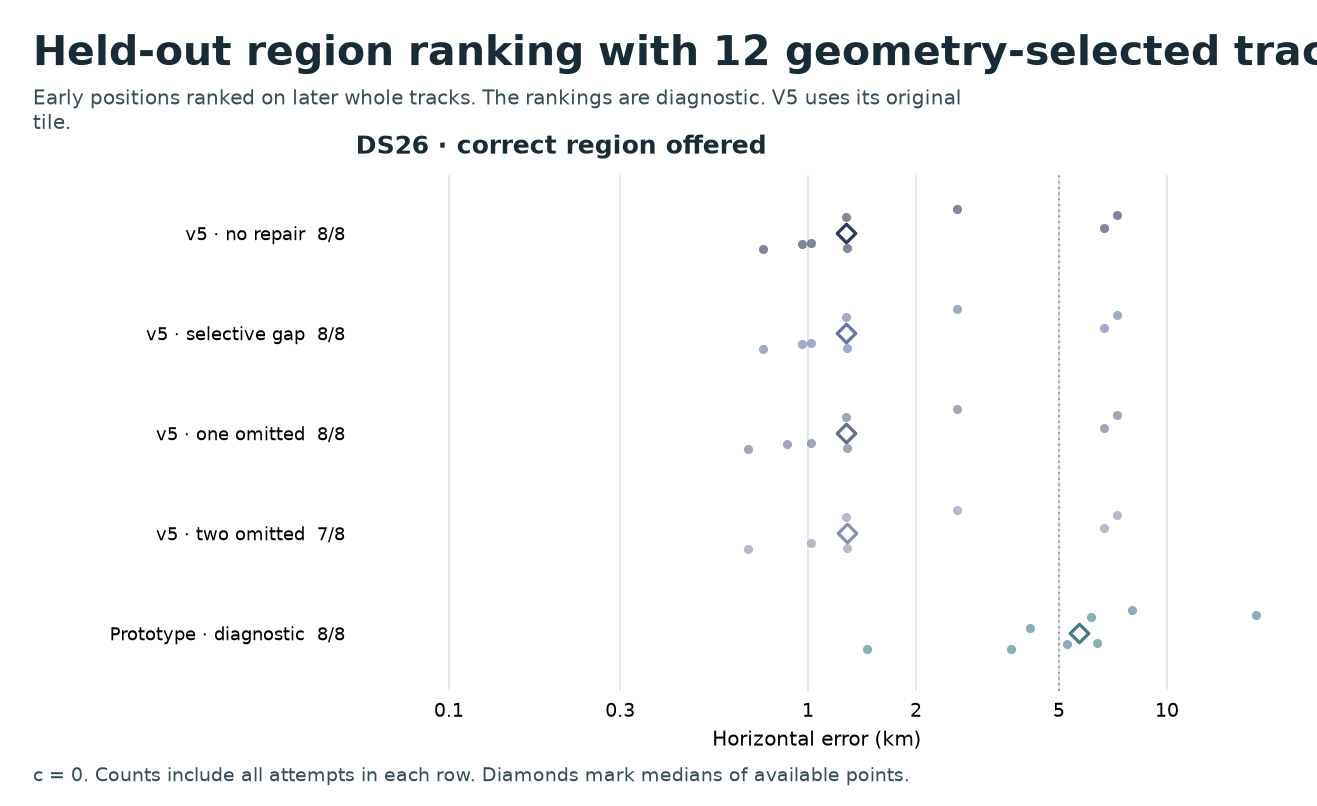 Held-out region ranking with 12 geometry-selected trac
Early positions ranked on later whole tracks. The rankings are diagnostic. V5 uses its original
tile.
DS26 · correct region offered
v5 · no repair 8/8
v5 · selective gap 8/8
v5 · one omitted 8/8
v5 · two omitted 7/8
Prototype · diagnostic 8/8
0.1 0.3 1 2 5 10
Horizontal error (km)
c = 0. Counts include all attempts in each row. Diamonds mark medians of available points.